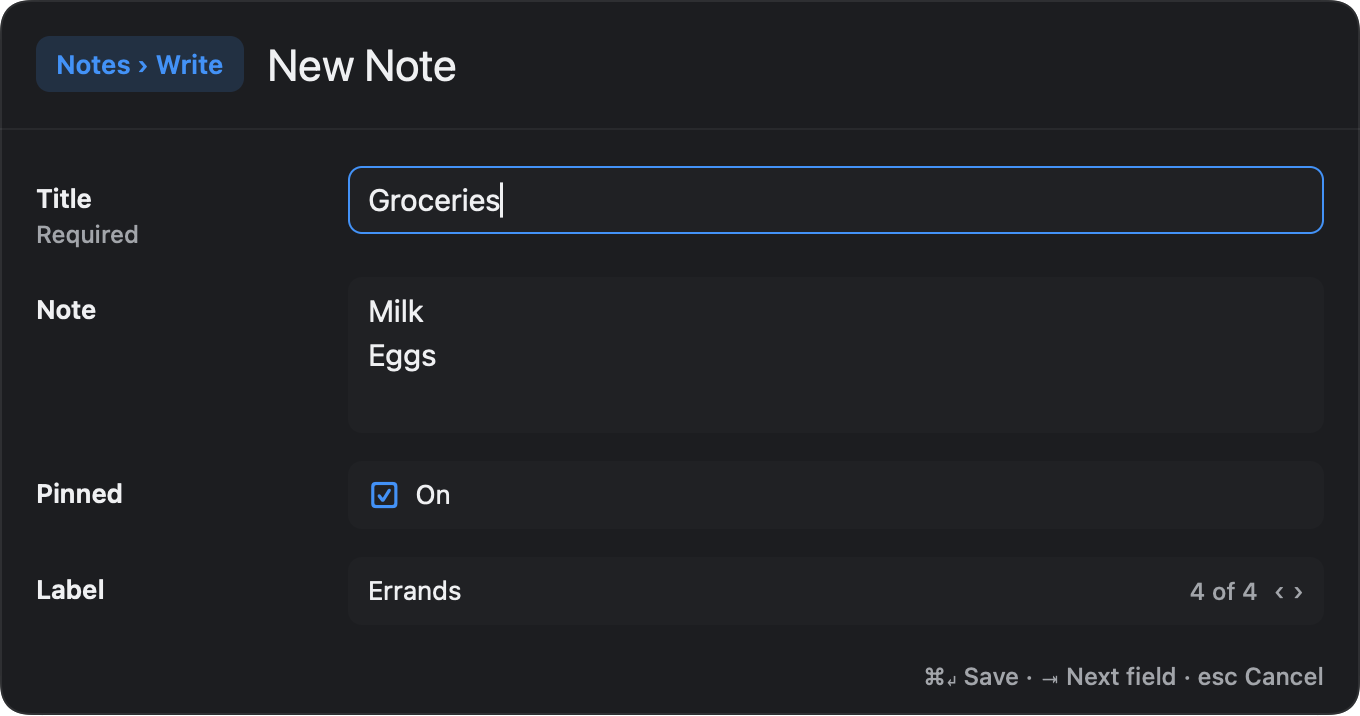 Notes › Write New Note
Title
Required
Groceries
Note
Milk
Eggs
Pinned
On
Label
Errands
4 of 4 ‹ ›
⌘↵ Save · ⇥ Next field · esc Cancel